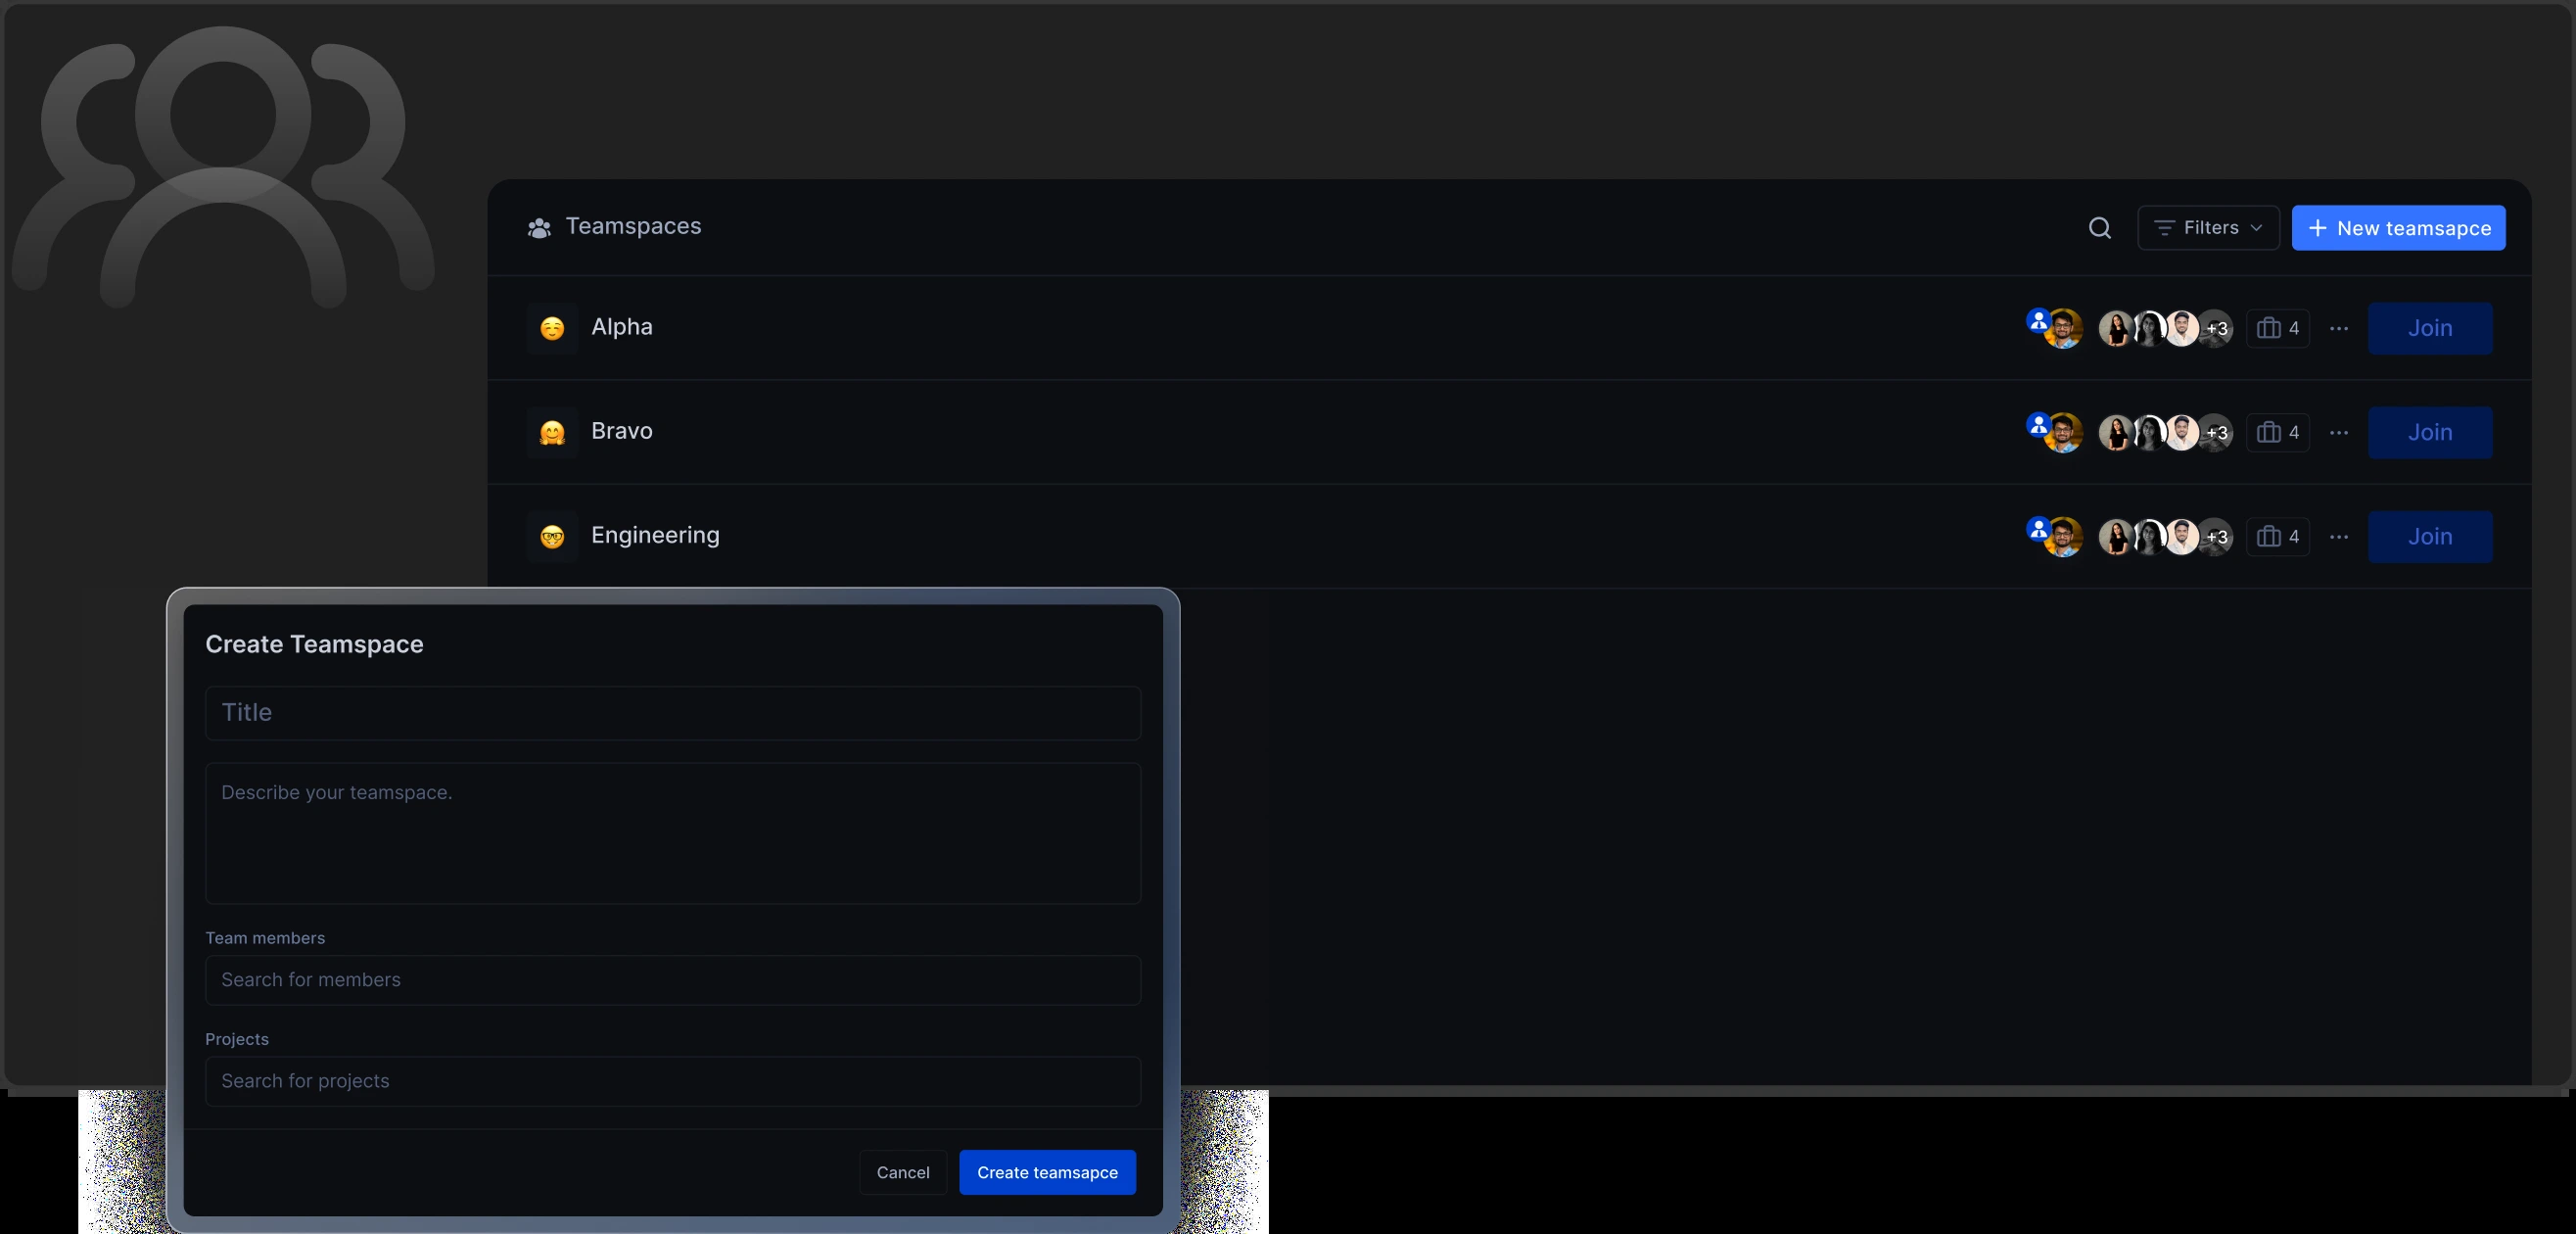 Teamspaces
Filters
New teamsapce
Alpha
+3
4
Join
Bravo
+3
4
Join
Engineering
+3
4
Join
Create Teamspace
Title
Describe your teamspace.
Team members
Search for members
Projects
Search for projects
Cancel
Create teamsapce